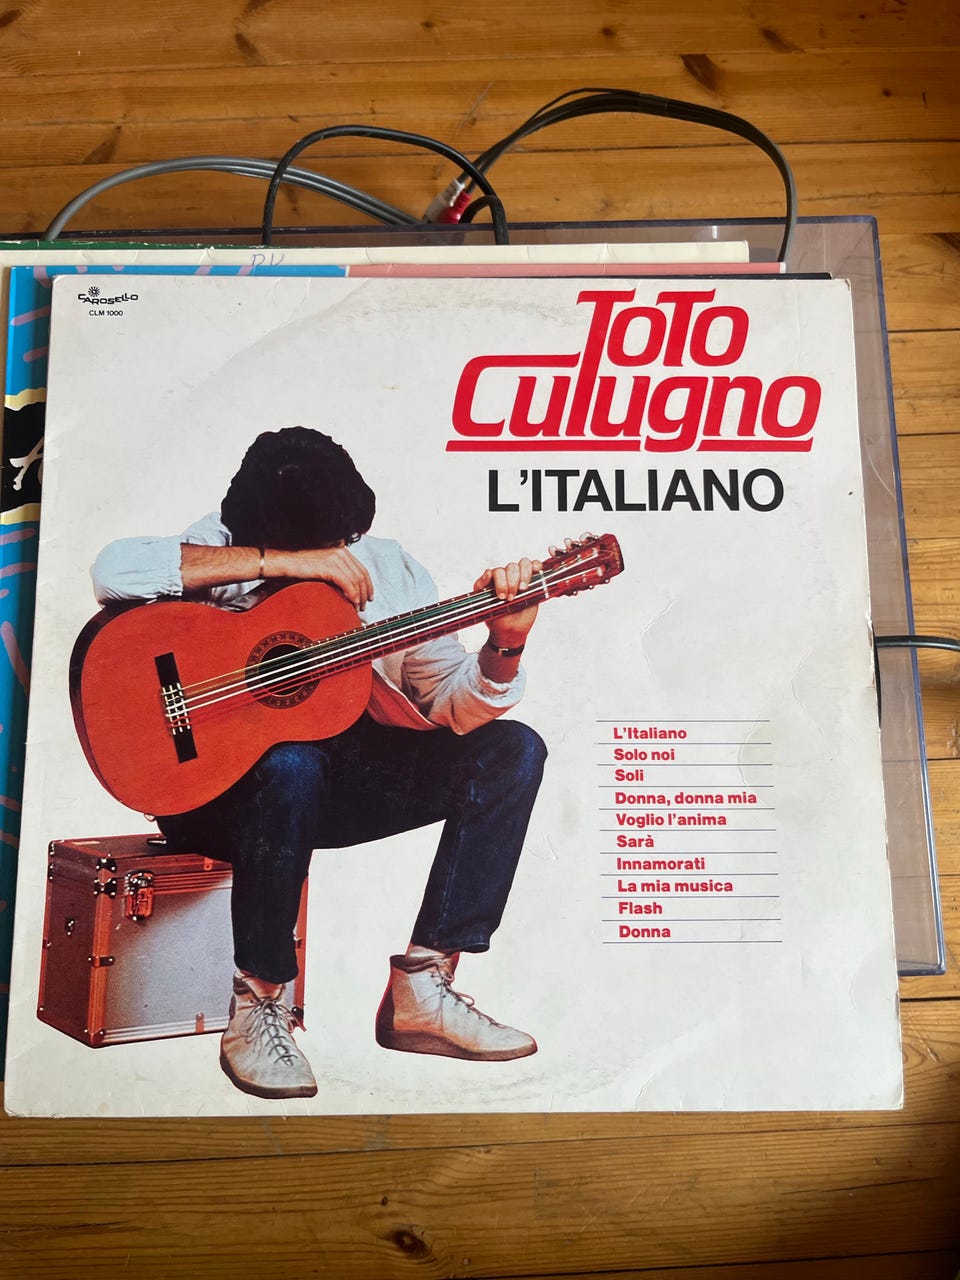 CAROSELLO
CLM 1000
ToTo
Cutugno
L'ITALIANO
L'Italiano
Solo noi
Soli
Donna, donna mia
Voglio l'anima
Sarà
Innamorati
La mia musica
Flash
Donna